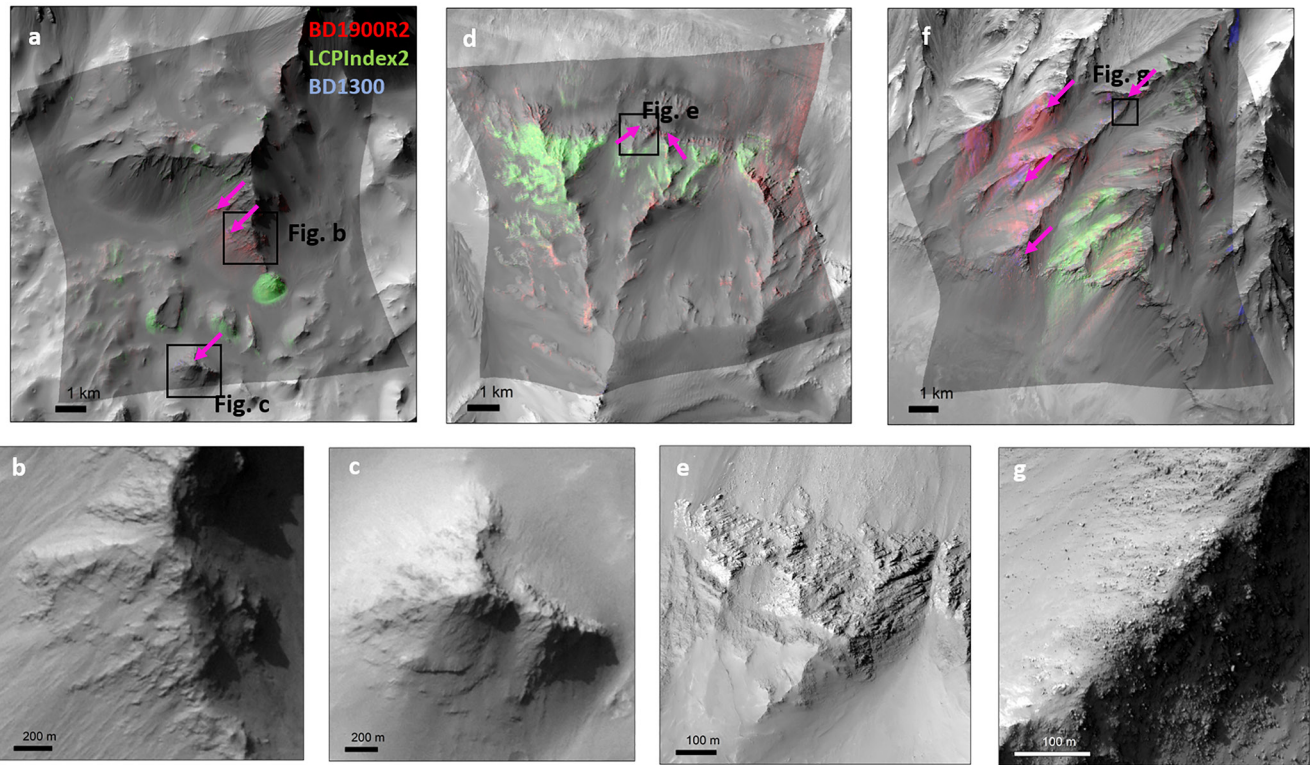 a
BD1900R2
LCPIndex2
BD1300
Fig. b
Fig. c
1 km
d
Fig. e
1 km
f
Fig. g
1 km
b
200 m
c
200 m
e
100 m
g
100 m